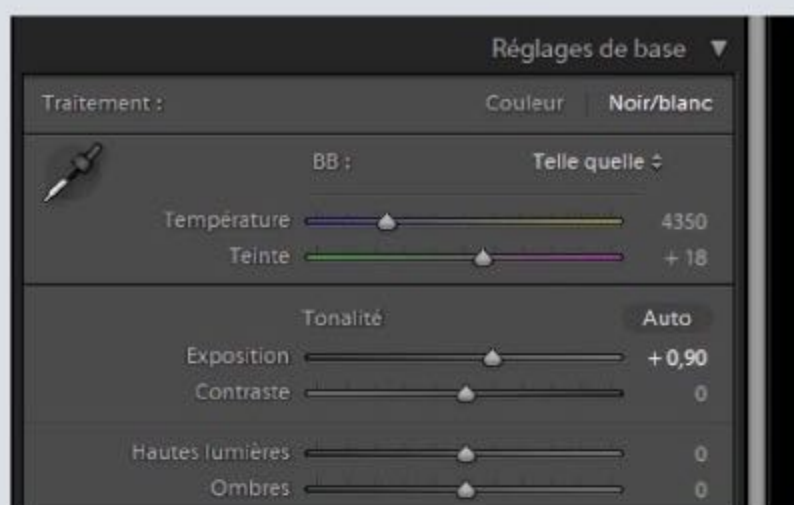 Réglages de base
Traitement : Couleur Noir/blanc
BB : Telle quelle
Température 4350
Teinte + 18
Tonalité Auto
Exposition + 0,90
Contraste 0
Hautes lumières 0
Ombres 0